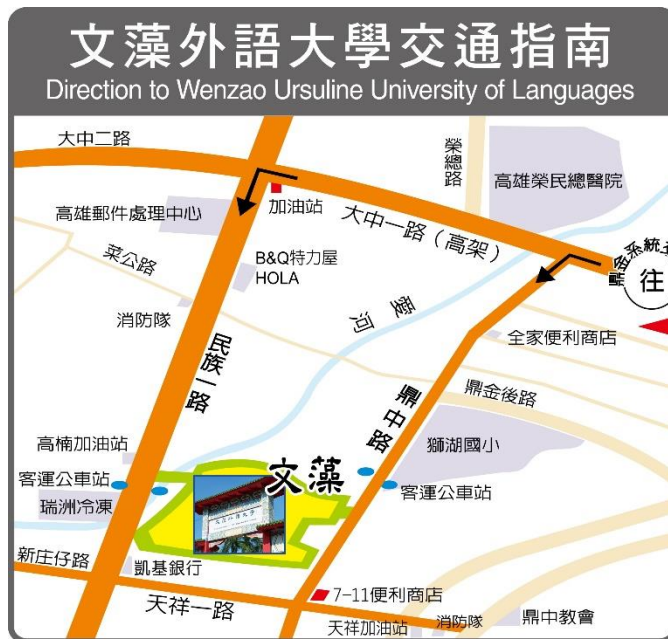 文藻外語大學交通指南
Direction to Wenzao Ursuline University of Languages
大中二路
榮總路
高雄榮民總醫院
加油站
高雄郵件處理中心
大中一路（高架）
鼎金系統
往
B&Q特力屋
HOLA
菜公路
愛河
消防隊
全家便利商店
民族一路
鼎金後路
鼎中路
獅湖國小
高楠加油站
文藻
客運公車站
客運公車站
瑞洲冷凍
新庄仔路
凱基銀行
天祥一路
7-11便利商店
天祥加油站
消防隊
鼎中教會